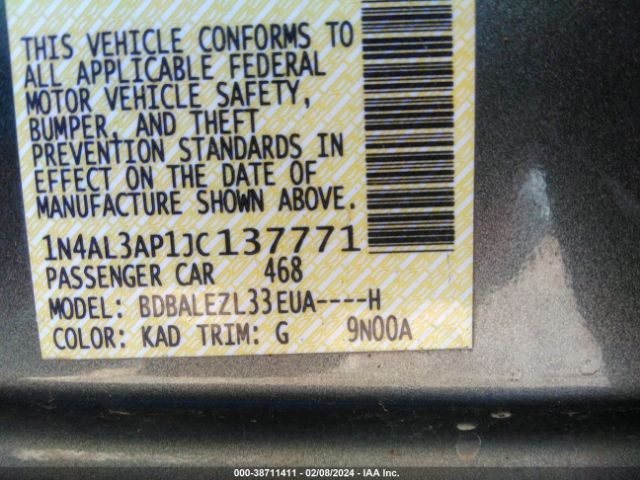 THIS VEHICLE CONFORMS TO
ALL APPLICABLE FEDERAL
MOTOR VEHICLE SAFETY,
BUMPER, AND THEFT
PREVENTION STANDARDS IN
EFFECT ON THE DATE OF
MANUFACTURE SHOWN ABOVE.
1N4AL3AP1JC137771
PASSENGER CAR 468
MODEL: BDBALEZL33EUA----H
COLOR: KAD TRIM: G 9N00A
000-38711411 - 02/08/2024 - IAA Inc.